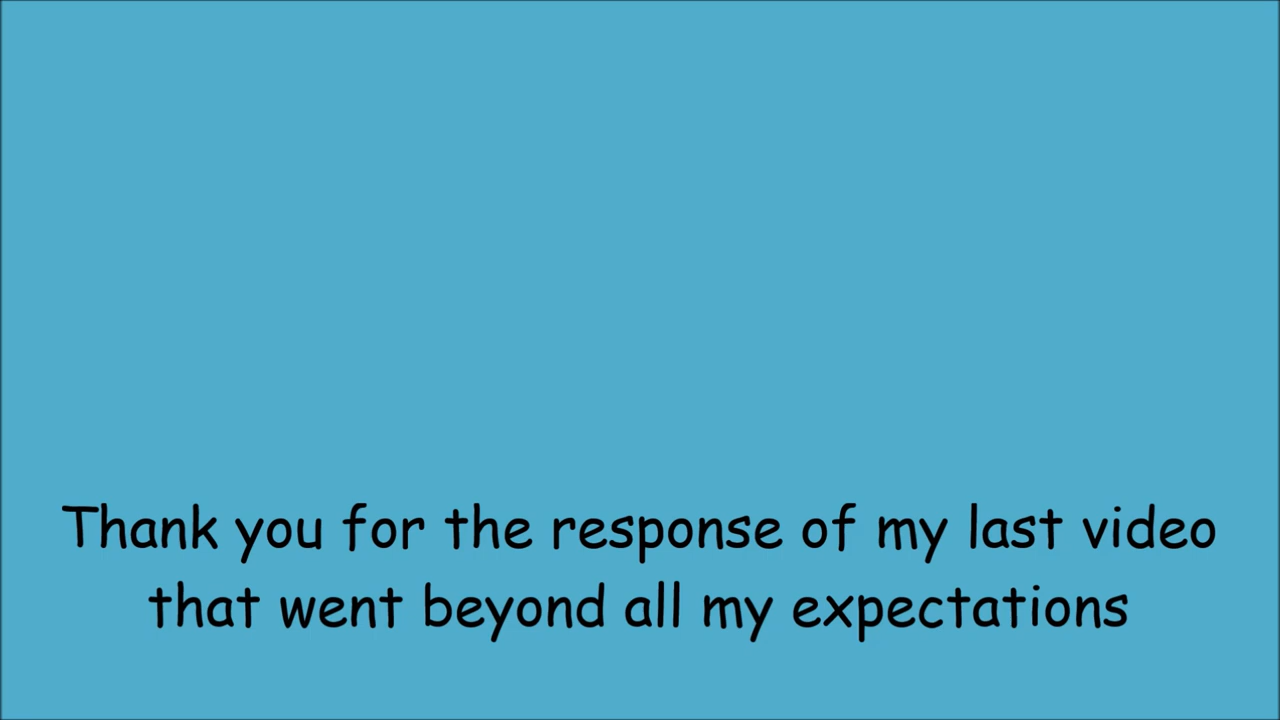 Thank you for the response of my last video
that went beyond all my expectations